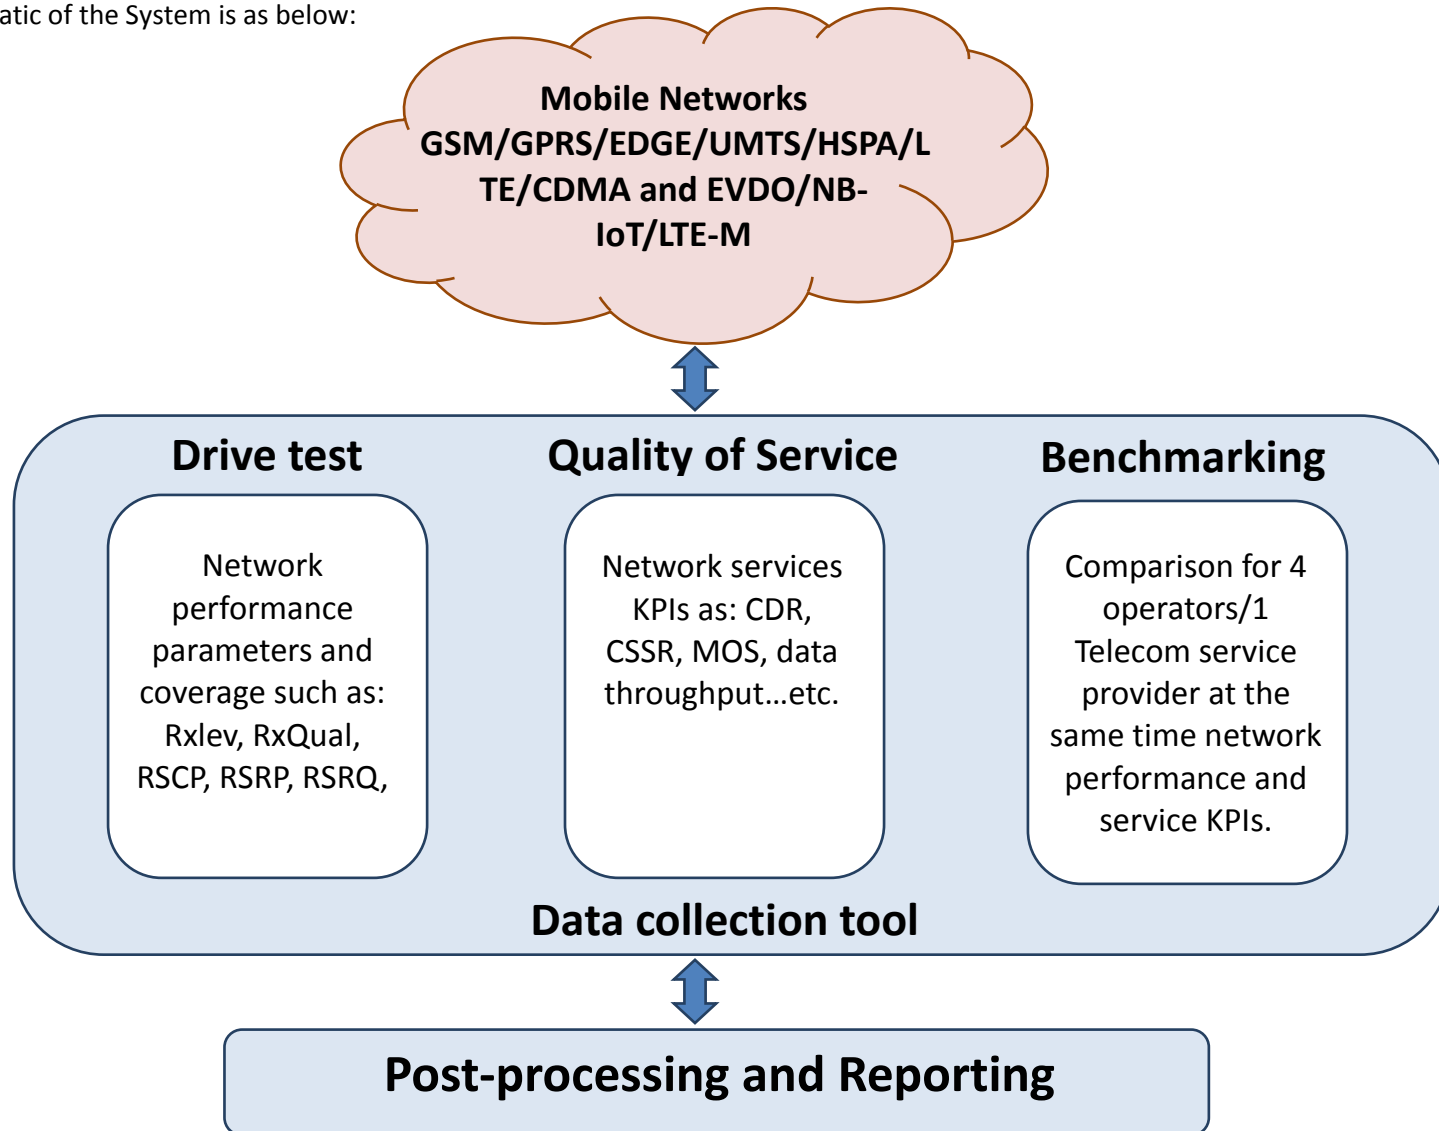 atic of the System is as below:
Mobile Networks
GSM/GPRS/EDGE/UMTS/HSPA/L
TE/CDMA and EVDO/NB-
IoT/LTE-M
Drive test
Network
performance
parameters and
coverage such as:
Rxlev, RxQual,
RSCP, RSRP, RSRQ,
Quality of Service
Network services
KPIs as: CDR,
CSSR, MOS, data
throughput...etc.
Benchmarking
Comparison for 4
operators/1
Telecom service
provider at the
same time network
performance and
service KPIs.
Data collection tool
Post-processing and Reporting